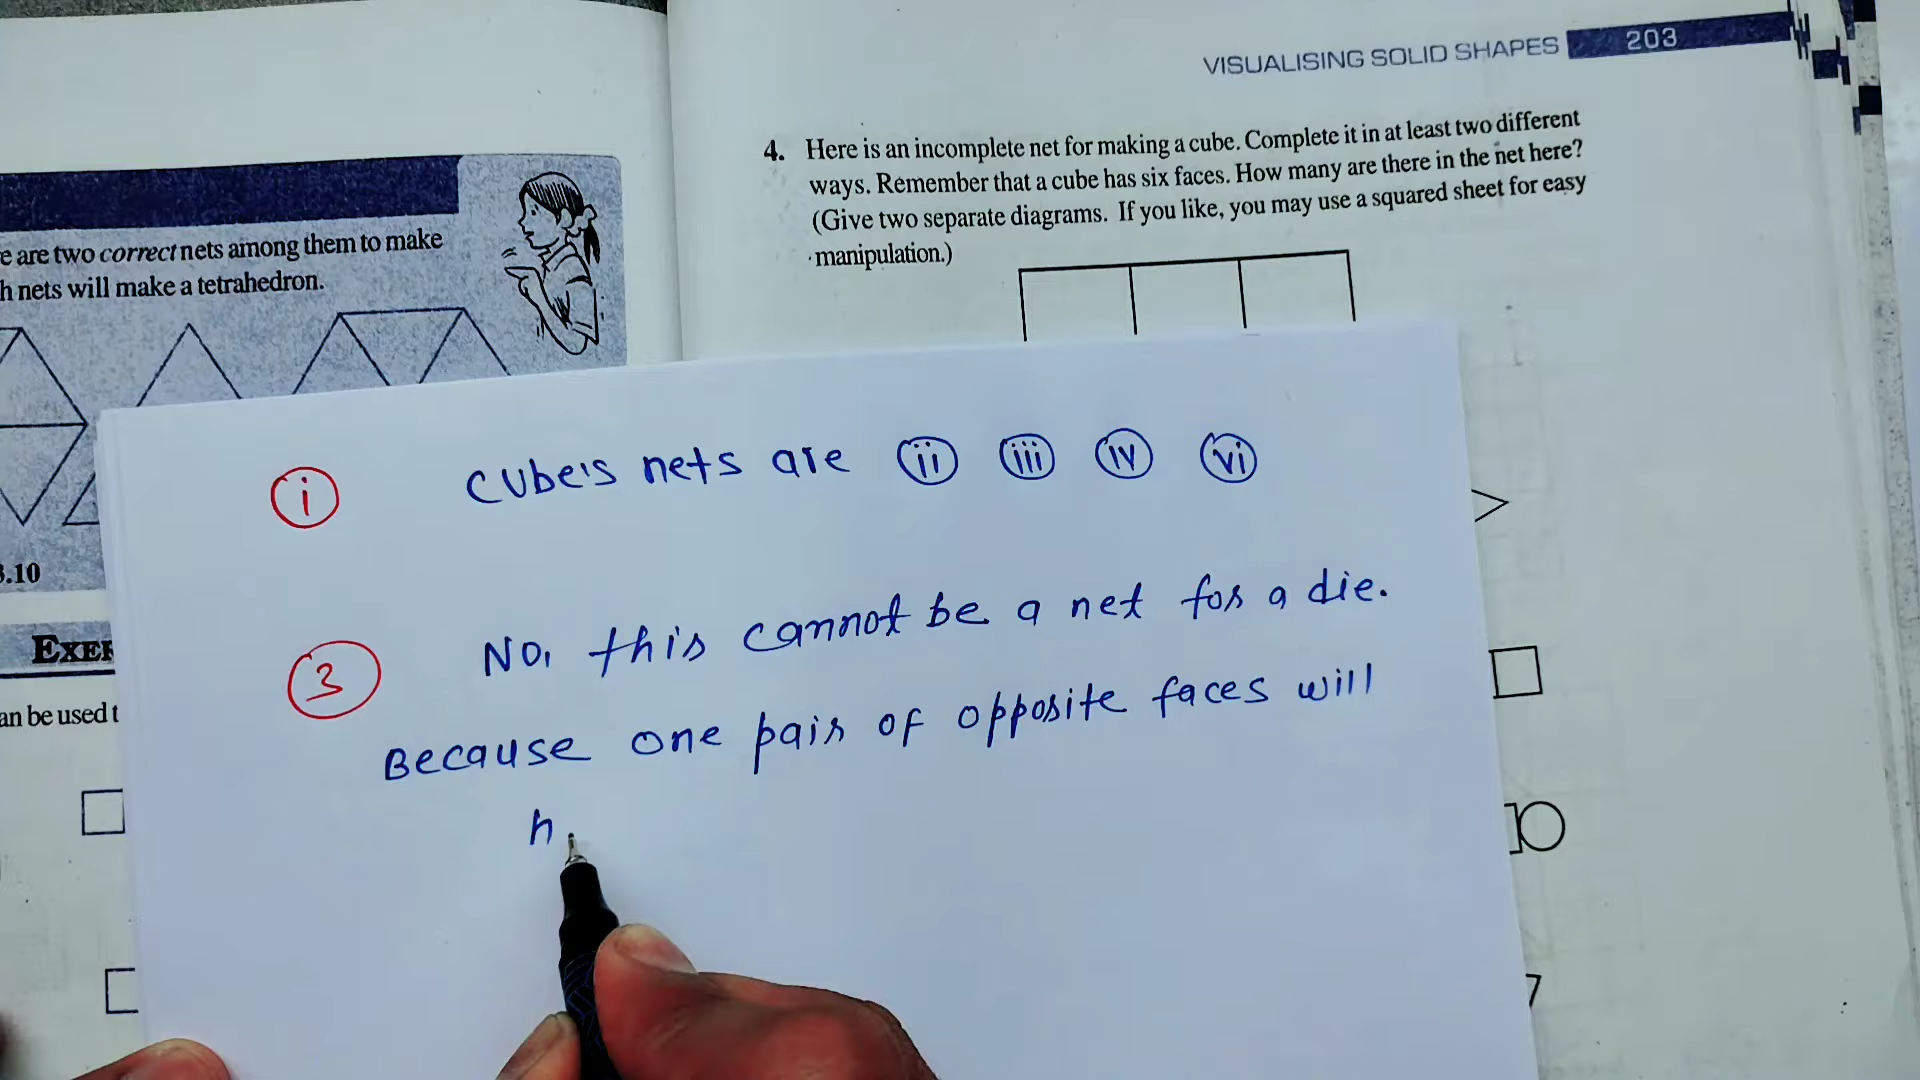 VISUALISING SOLID SHAPES 203
4. Here is an incomplete net for making a cube. Complete it in at least two different
ways. Remember that a cube has six faces. How many are there in the net here?
(Give two separate diagrams. If you like, you may use a squared sheet for easy
manipulation.)
e are two correct nets among them to make
h nets will make a tetrahedron.
3.10
EXER
an be used t
i cube's nets are ii iii iv vi
3 No, this cannot be a net for a die.
Because one pair of opposite faces will
h